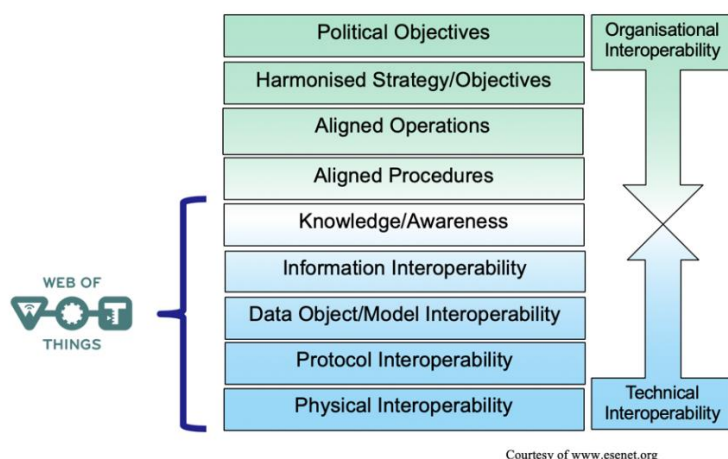 Political Objectives
Harmonised Strategy/Objectives
Aligned Operations
Aligned Procedures
Knowledge/Awareness
Information Interoperability
Data Object/Model Interoperability
Protocol Interoperability
Physical Interoperability
Organisational
Interoperability
Technical
Interoperability
WEB OF
W O T
THINGS
Courtesy of www.esenet.org